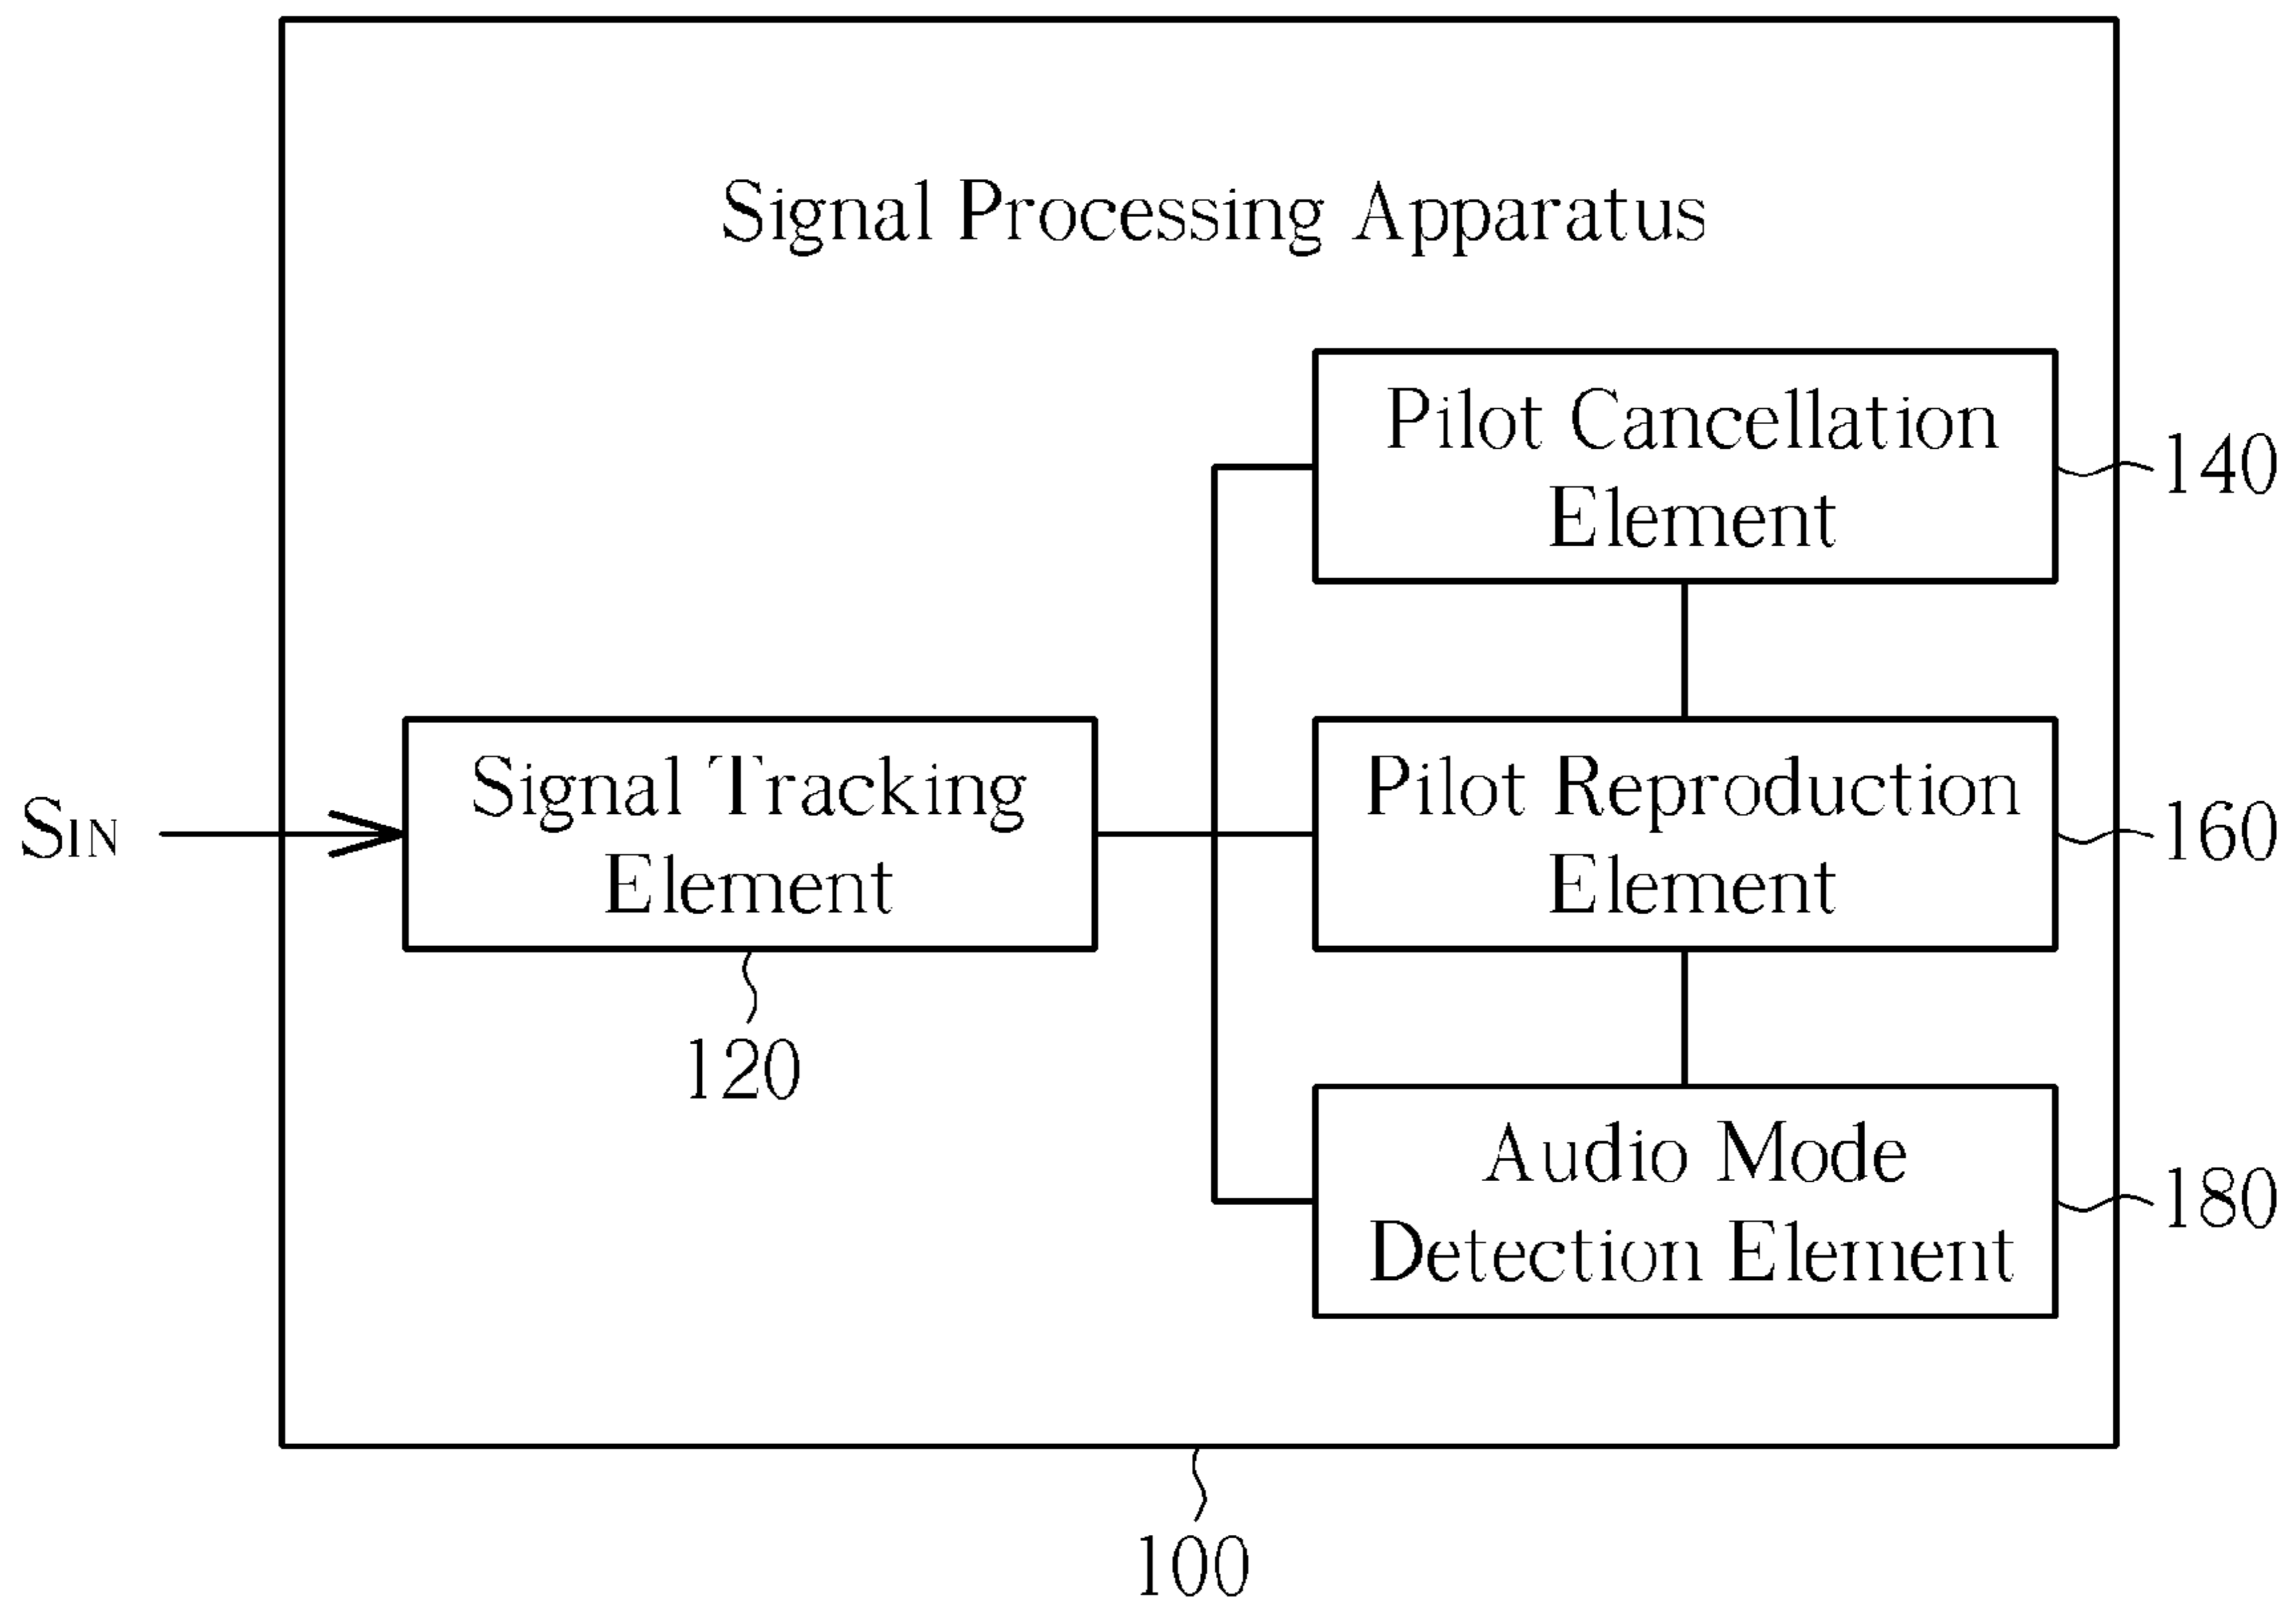 Signal Processing Apparatus
Pilot Cancellation
Element
140
SIN
Signal Tracking
Element
120
Pilot Reproduction
Element
160
Audio Mode
Detection Element
180
100